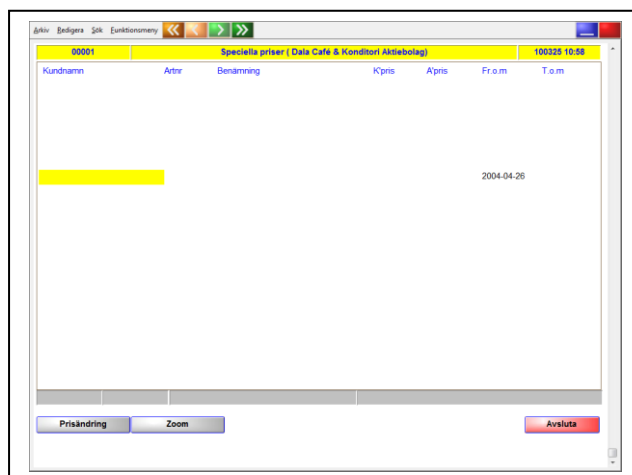 Arkiv Redigera Sök Funktionsmeny
00001 Speciella priser ( Dala Café & Konditori Aktiebolag) 100325 10:58
Kundnamn Artnr Benämning K'pris A'pris Fr.o.m T.o.m
2004-04-26
Prisändring Zoom Avsluta